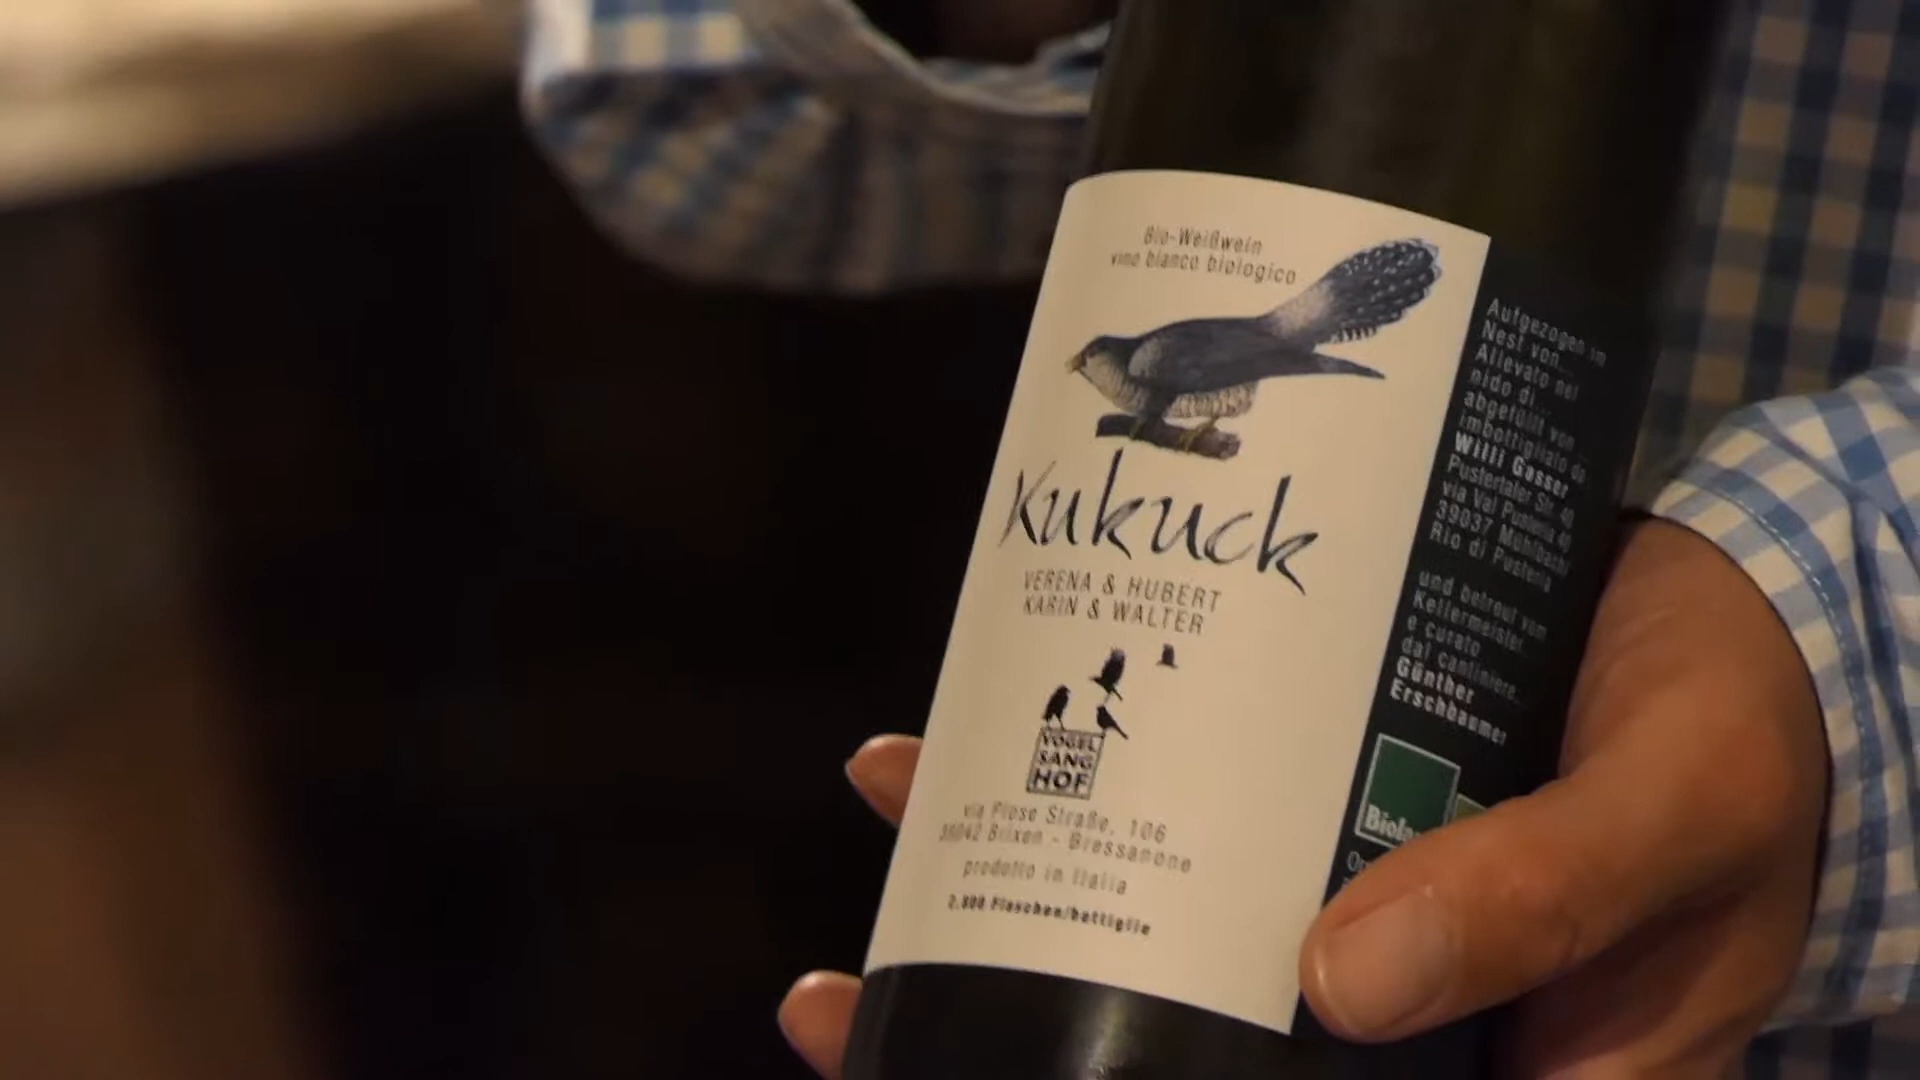 Bio-Weißwein
vino bianco biologico
Kukuck
VERENA & HUBERT
KARIN & WALTER
VOGEL
SANG
HOF
via Plose Straße, 106
39042 Brixen - Bressanone
prodotto in Italia
Flaschen/bottiglie
Aufgezogen im
Nest von...
Allevato nel
nido di...
abgefüllt von
imbottigliato da
Willi Gasser
Pustertaler Str. 40
via Val Pusteria 40
39037 Mühlbach
Rio di Pusteria
und betreut vom
Kellermeister...
e curato
dal cantiniere...
Günther
Erschbaumer